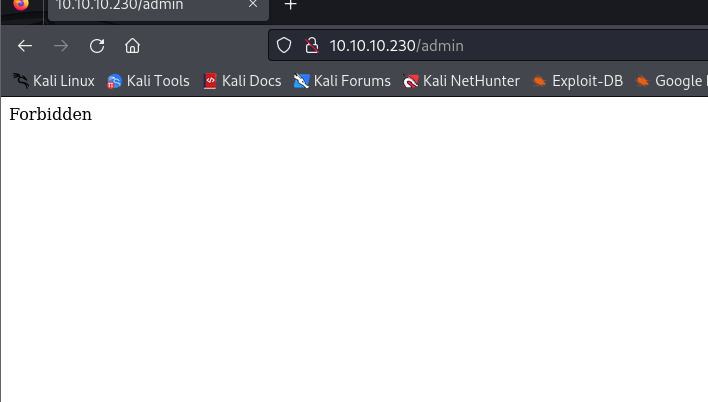 10.10.10.230/admin
10.10.10.230/admin
Kali Linux Kali Tools Kali Docs Kali Forums Kali NetHunter Exploit-DB Google
Forbidden